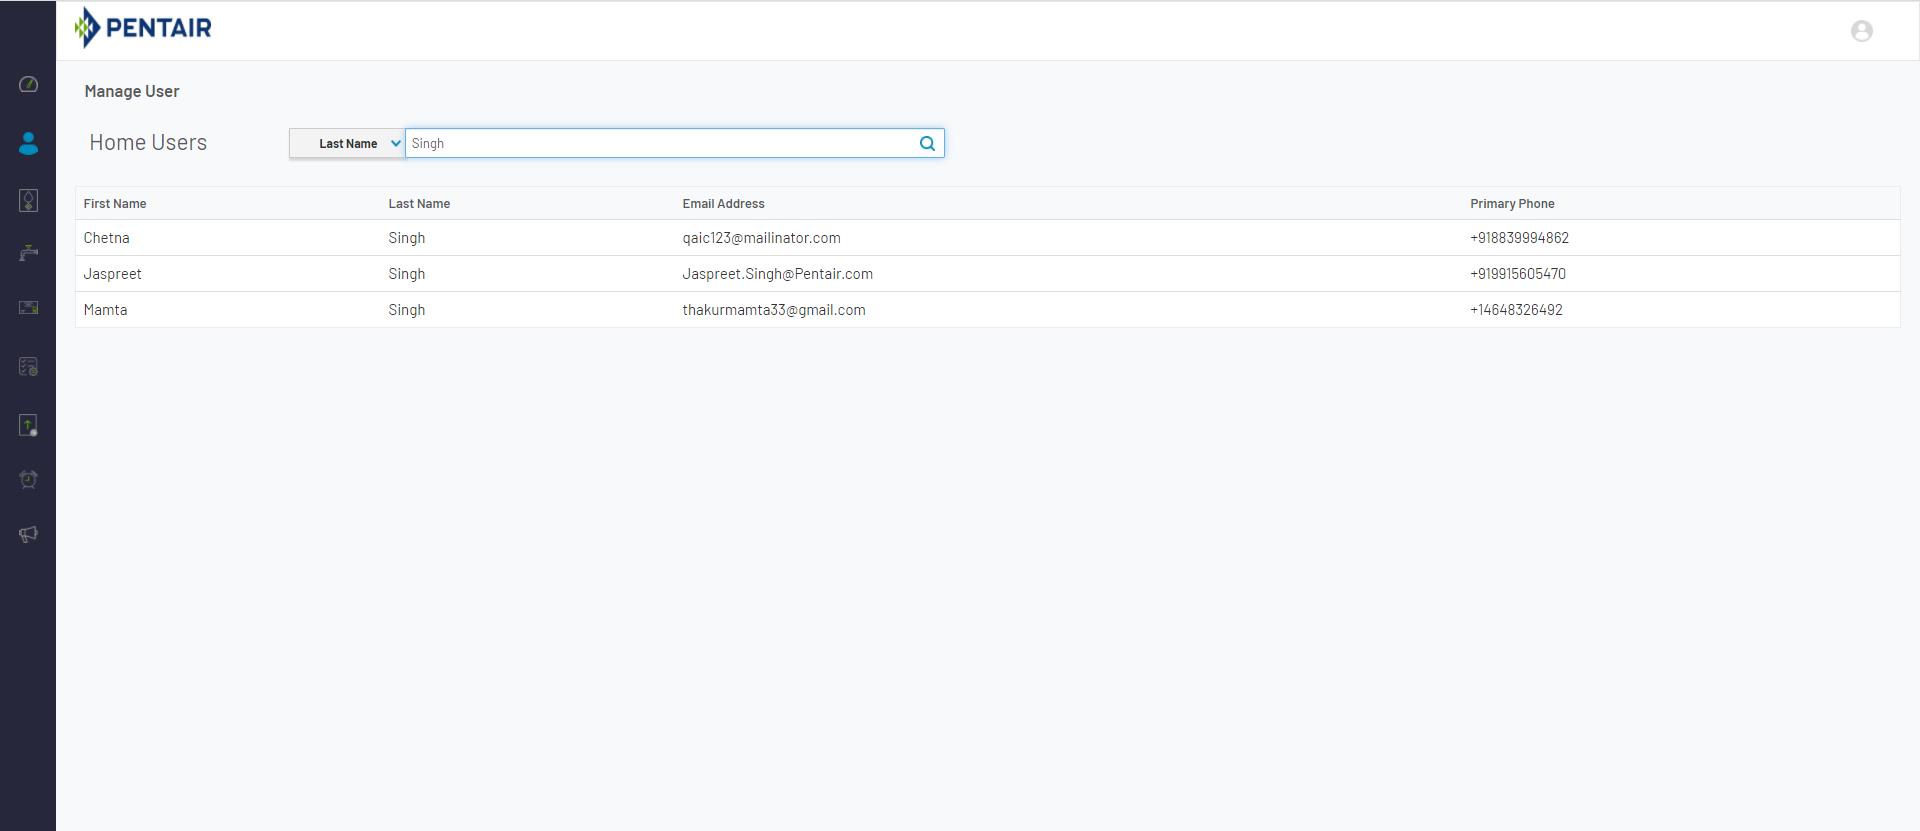 PENTAIR
Manage User
Home Users
Last Name
Singh
First Name Last Name Email Address Primary Phone
Chetna Singh qaic123@mailinator.com +918839994862
Jaspreet Singh Jaspreet.Singh@Pentair.com +919915605470
Mamta Singh thakurmamta33@gmail.com +14648326492